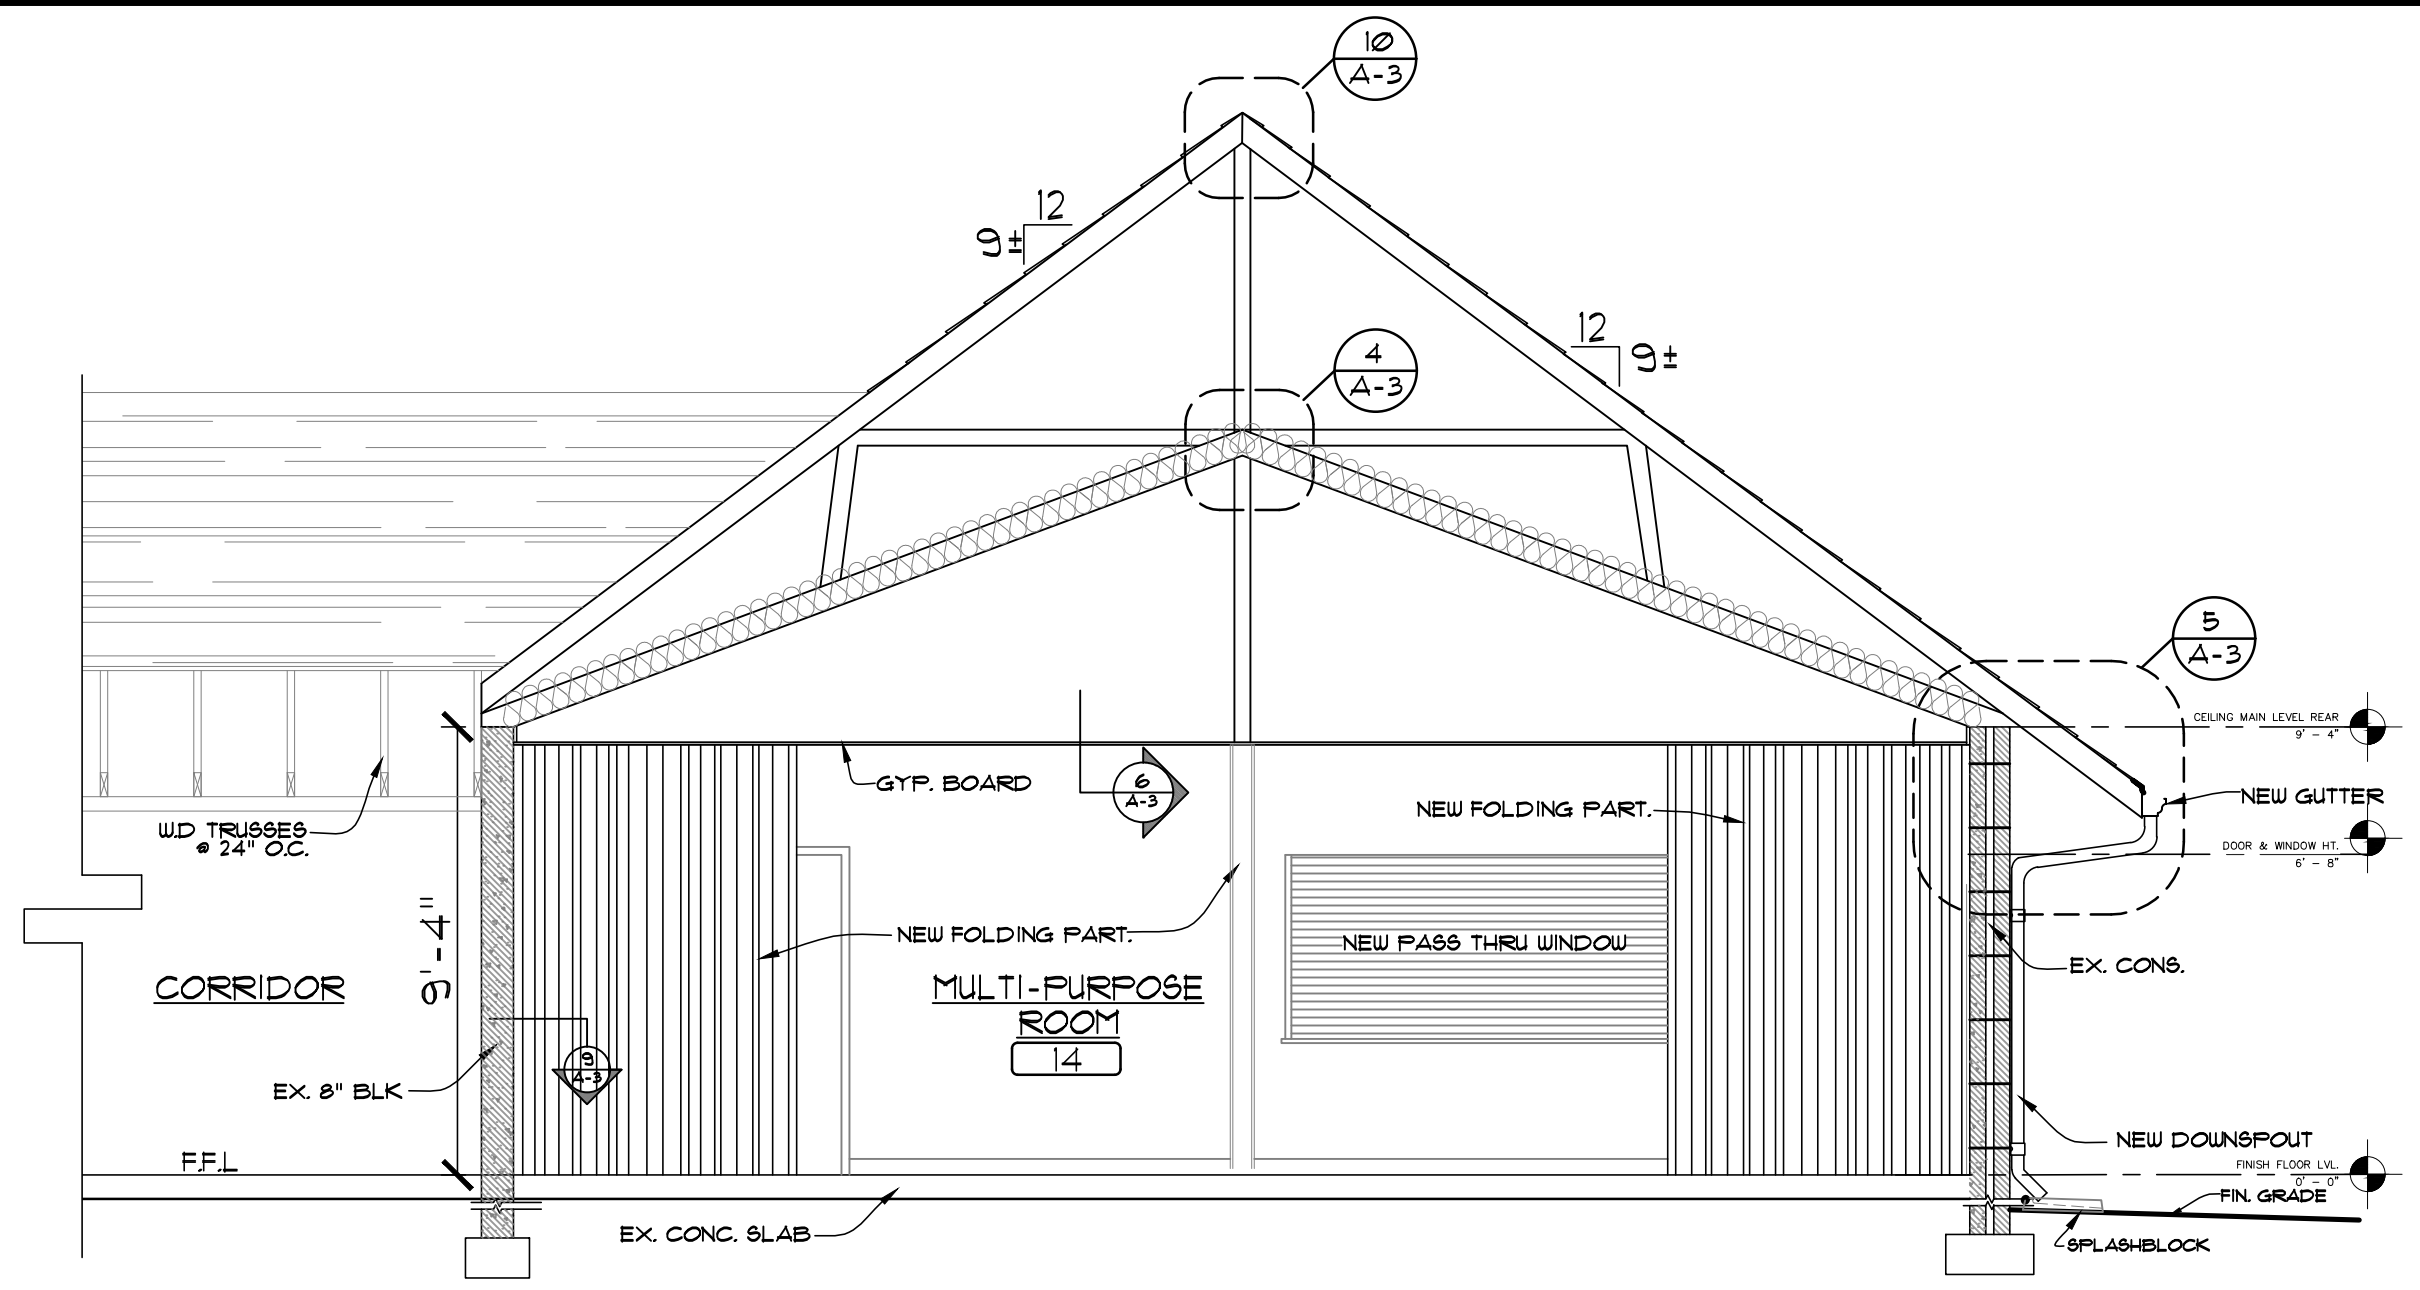 10
A-3
12
9±
12
9±
4
A-3
5
A-3
CEILING MAIN LEVEL REAR
9' - 4"
6
A-3
GYP. BOARD
NEW FOLDING PART.
NEW GUTTER
W.D TRUSSES
@ 24" O.C.
DOOR & WINDOW HT.
6' - 8"
9'-4"
NEW FOLDING PART.
NEW PASS THRU WINDOW
EX. CONS.
CORRIDOR
MULTI-PURPOSE
ROOM
14
9
A-3
EX. 8" BLK
NEW DOWNSPOUT
F.F.L
FINISH FLOOR LVL.
0' - 0"
FIN. GRADE
EX. CONC. SLAB
SPLASHBLOCK